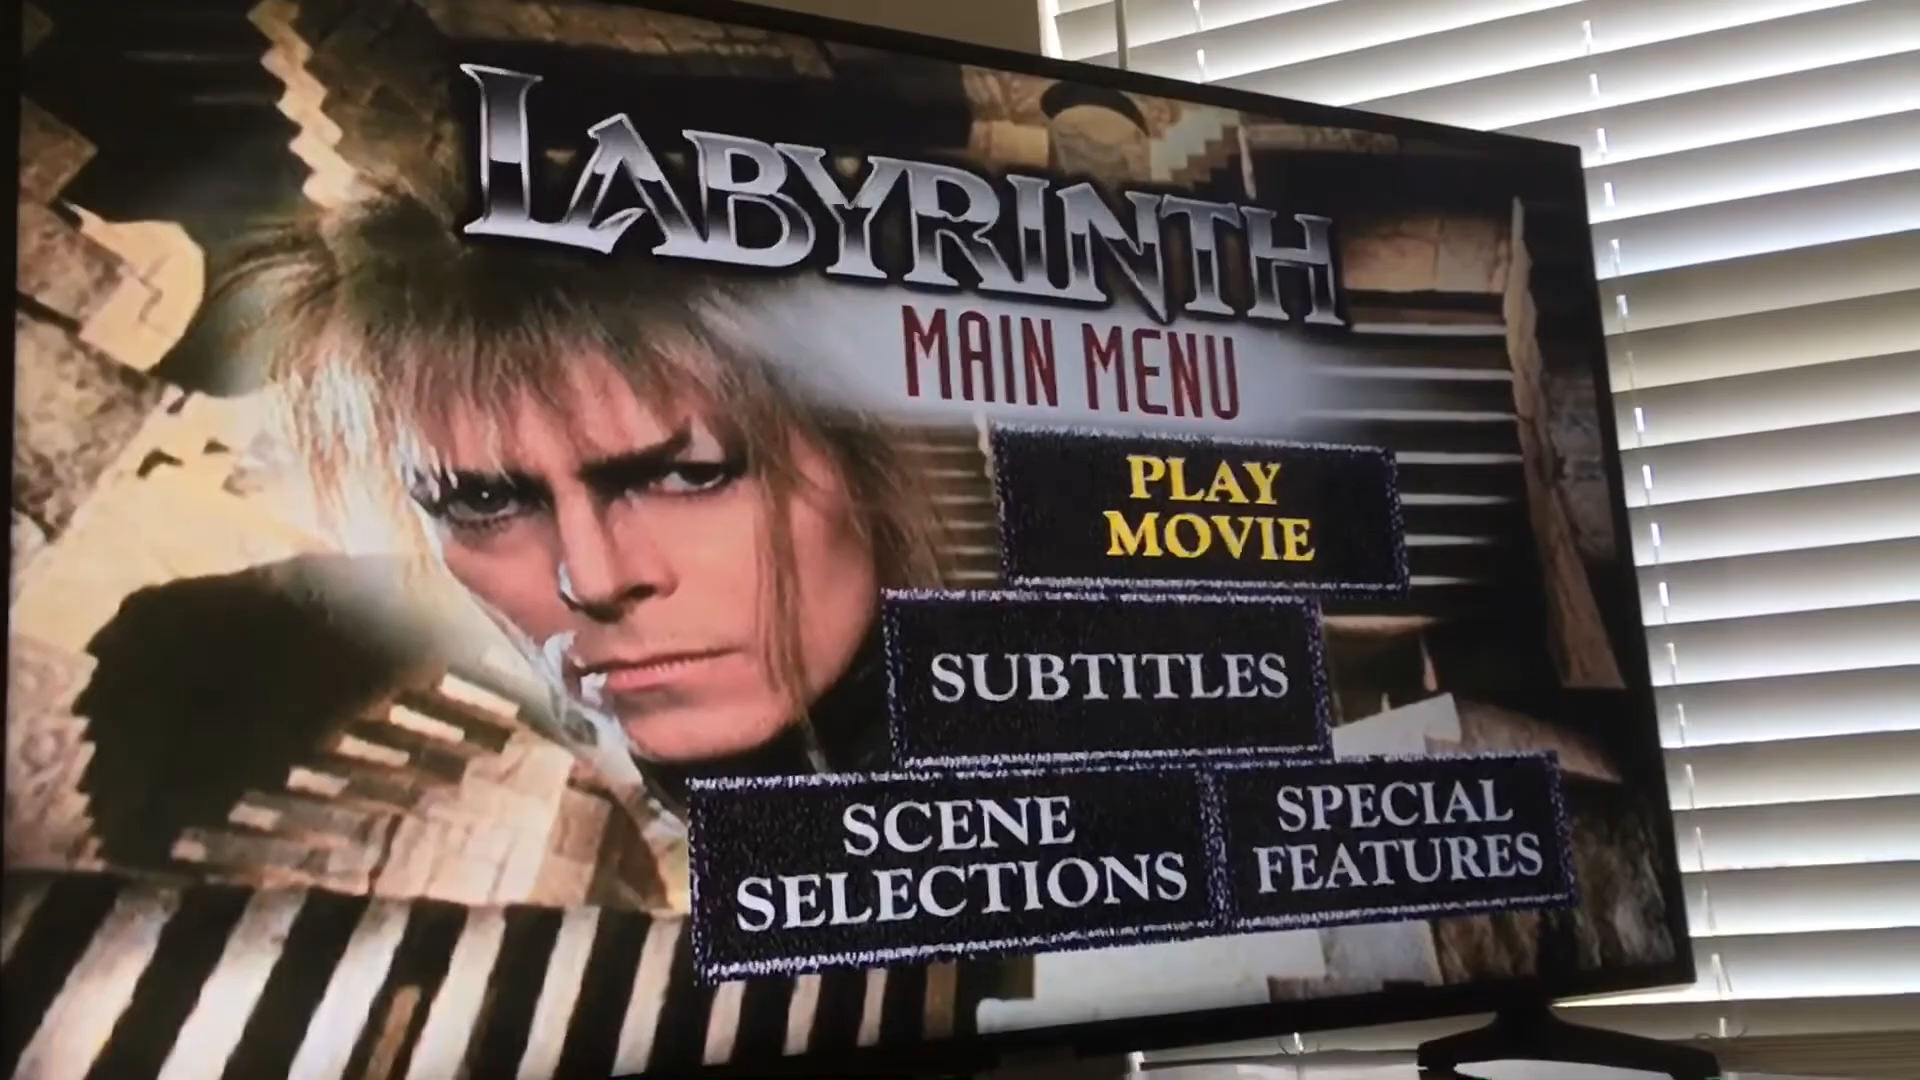 LABYRINTH
MAIN MENU
PLAY
MOVIE
SUBTITLES
SCENE
SELECTIONS
SPECIAL
FEATURES